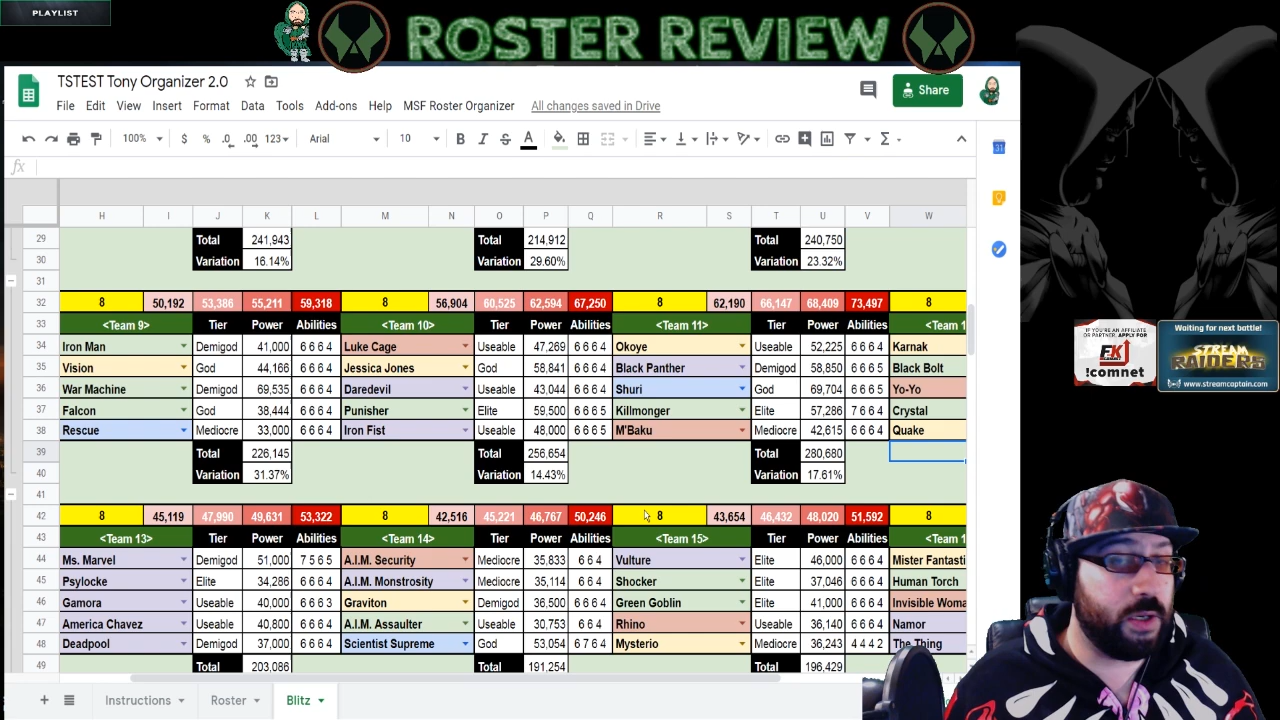 PLAYLIST
ROSTER REVIEW
TSTEST Tony Organizer 2.0
File Edit View Insert Format Data Tools Add-ons Help MSF Roster Organizer All changes saved in Drive
Share
100% $ % .0 .00 123 Arial 10 B I S A
fx
H I J K L M N O P Q R S T U V W
29 Total 241,943 Total 214,912 Total 240,750
30 Variation 16.14% Variation 29.60% Variation 23.32%
31
32 8 50,192 53,386 55,211 59,318 8 56,904 60,525 62,594 67,250 8 62,190 66,147 68,409 73,497 8
33 <Team 9> Tier Power Abilities <Team 10> Tier Power Abilities <Team 11> Tier Power Abilities <Team 1
34 Iron Man Demigod 41,000 6 6 6 4 Luke Cage Useable 47,269 6 6 6 4 Okoye Useable 52,225 6 6 6 4 Karnak
35 Vision God 44,166 6 6 6 4 Jessica Jones God 58,841 6 6 6 4 Black Panther Demigod 58,850 6 6 6 5 Black Bolt
36 War Machine Demigod 69,535 6 6 6 4 Daredevil Useable 43,044 6 6 6 4 Shuri God 69,704 6 6 6 5 Yo-Yo
37 Falcon God 38,444 6 6 6 4 Punisher Elite 59,500 6 6 6 5 Killmonger Elite 57,286 7 6 6 4 Crystal
38 Rescue Mediocre 33,000 6 6 6 4 Iron Fist Useable 48,000 6 6 6 5 M'Baku Mediocre 42,615 6 6 6 4 Quake
39 Total 226,145 Total 256,654 Total 280,680
40 Variation 31.37% Variation 14.43% Variation 17.61%
41
42 8 45,119 47,990 49,631 53,322 8 42,516 45,221 46,767 50,246 8 43,654 46,432 48,020 51,592 8
43 <Team 13> Tier Power Abilities <Team 14> Tier Power Abilities <Team 15> Tier Power Abilities <Team 1
44 Ms. Marvel Demigod 51,000 7 5 6 5 A.I.M. Security Mediocre 35,833 6 6 4 Vulture Elite 46,000 6 6 6 4 Mister Fantasti
45 Psylocke Elite 34,286 6 6 6 4 A.I.M. Monstrosity Mediocre 35,114 6 6 4 Shocker Elite 37,046 6 6 6 4 Human Torch
46 Gamora Useable 40,000 6 6 6 3 Graviton Demigod 36,500 6 6 6 4 Green Goblin Elite 41,000 6 6 6 4 Invisible Woma
47 America Chavez Useable 40,800 6 6 6 4 A.I.M. Assaulter Useable 30,753 6 6 4 Rhino Useable 36,140 6 6 6 4 Namor
48 Deadpool Demigod 37,000 6 6 6 4 Scientist Supreme God 53,054 6 7 6 4 Mysterio Mediocre 36,243 4 4 4 2 The Thing
49 Total 203,086 Total 191,254 Total 196,429
Instructions Roster Blitz
31
IF YOU'RE AN AFFILIATE
OR PARTNER, APPLY FOR
FK
!comnet
Waiting for next battle!
STREAM
RAIDERS
www.streamcaptain.com